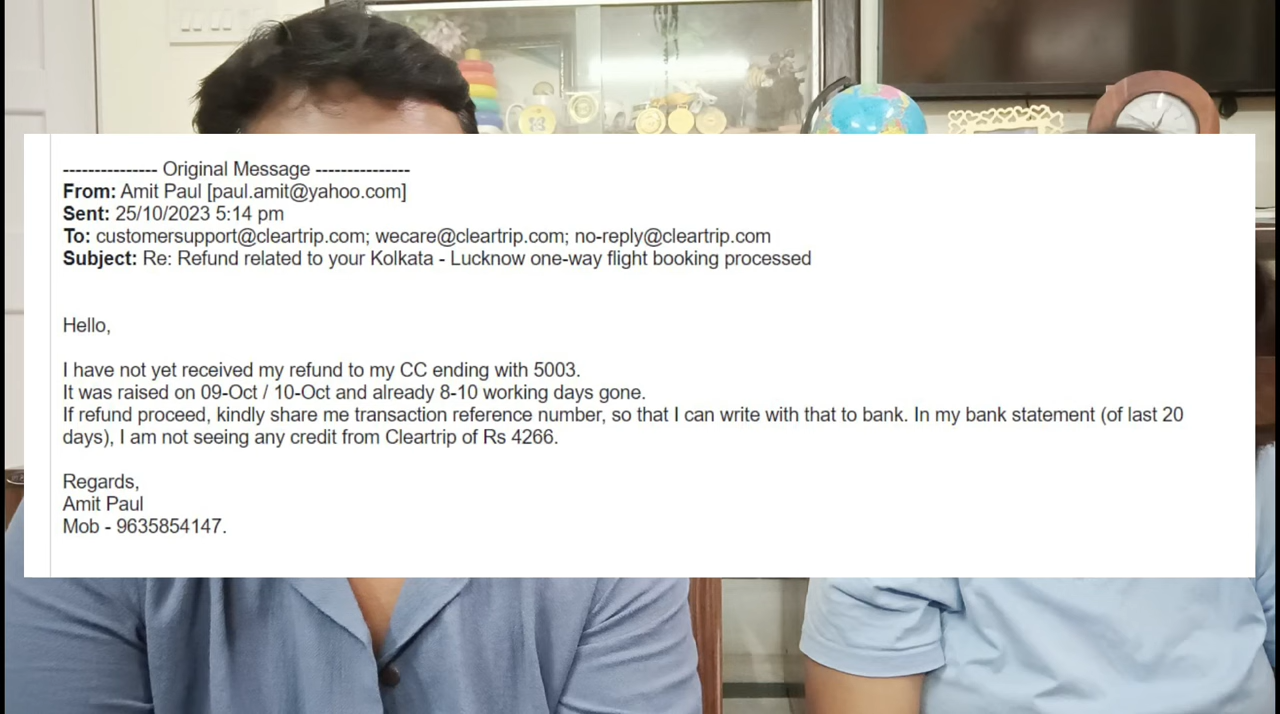 --------------- Original Message ---------------
From: Amit Paul [paul.amit@yahoo.com]
Sent: 25/10/2023 5:14 pm
To: customersupport@cleartrip.com; wecare@cleartrip.com; no-reply@cleartrip.com
Subject: Re: Refund related to your Kolkata - Lucknow one-way flight booking processed
Hello,
I have not yet received my refund to my CC ending with 5003.
It was raised on 09-Oct / 10-Oct and already 8-10 working days gone.
If refund proceed, kindly share me transaction reference number, so that I can write with that to bank. In my bank statement (of last 20
days), I am not seeing any credit from Cleartrip of Rs 4266.
Regards,
Amit Paul
Mob - 9635854147.